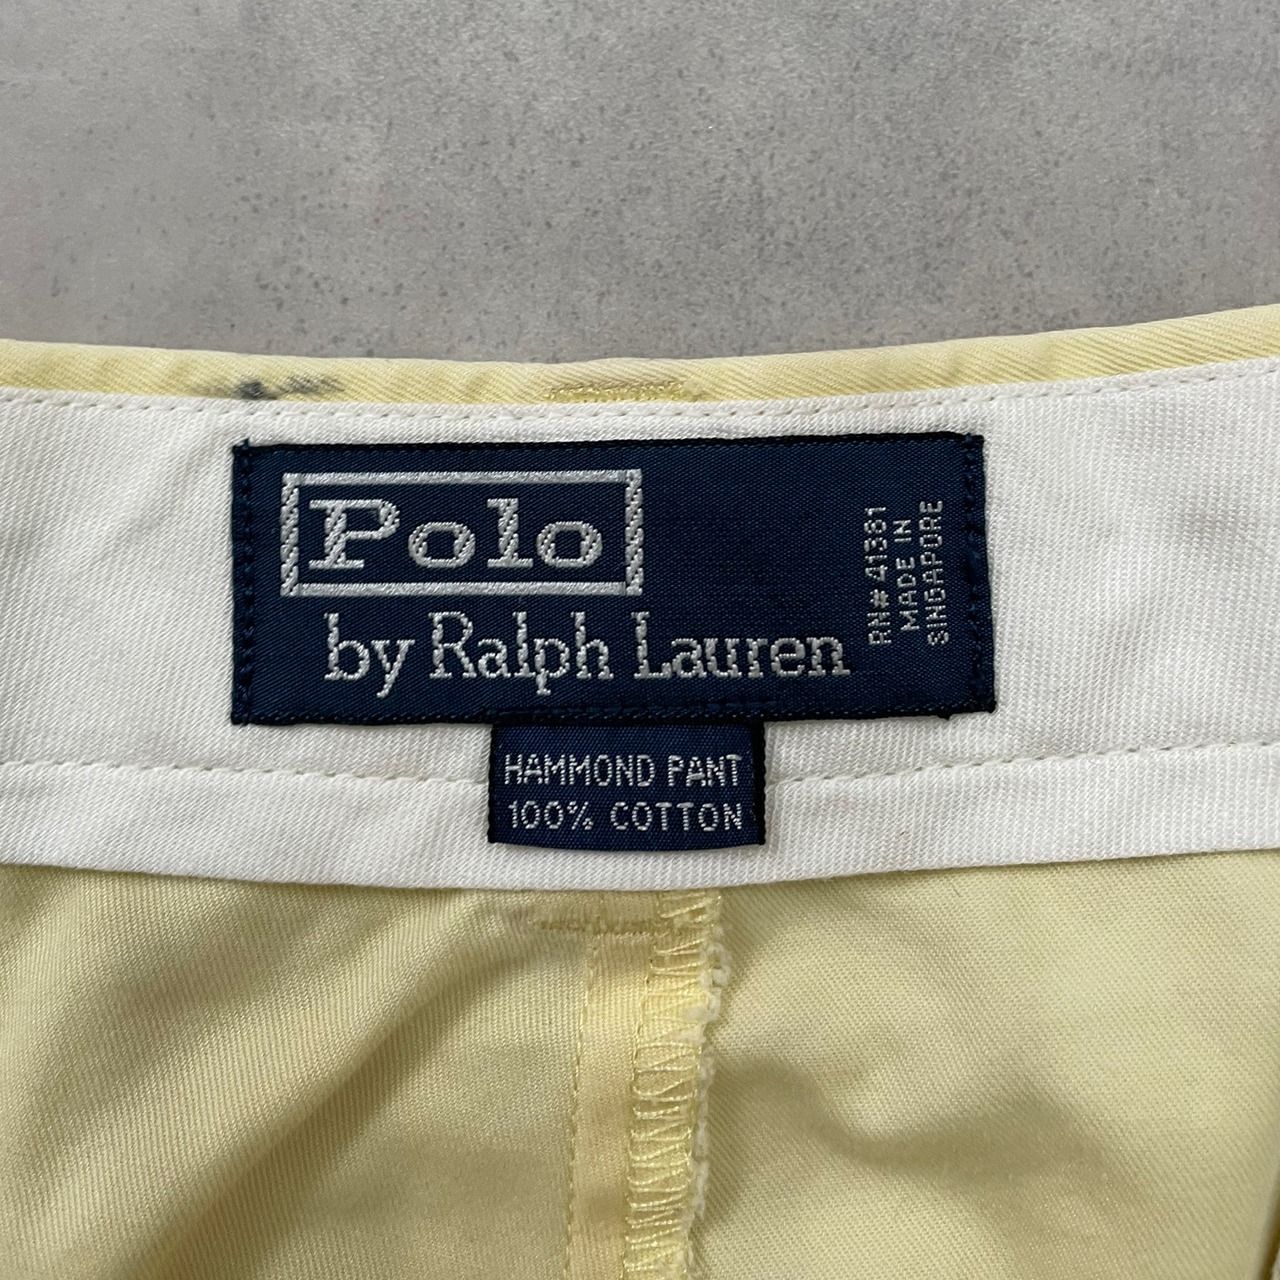 Polo
by Ralph Lauren
RN# 41381
MADE IN
SINGAPORE
HAMMOND PANT
100% COTTON